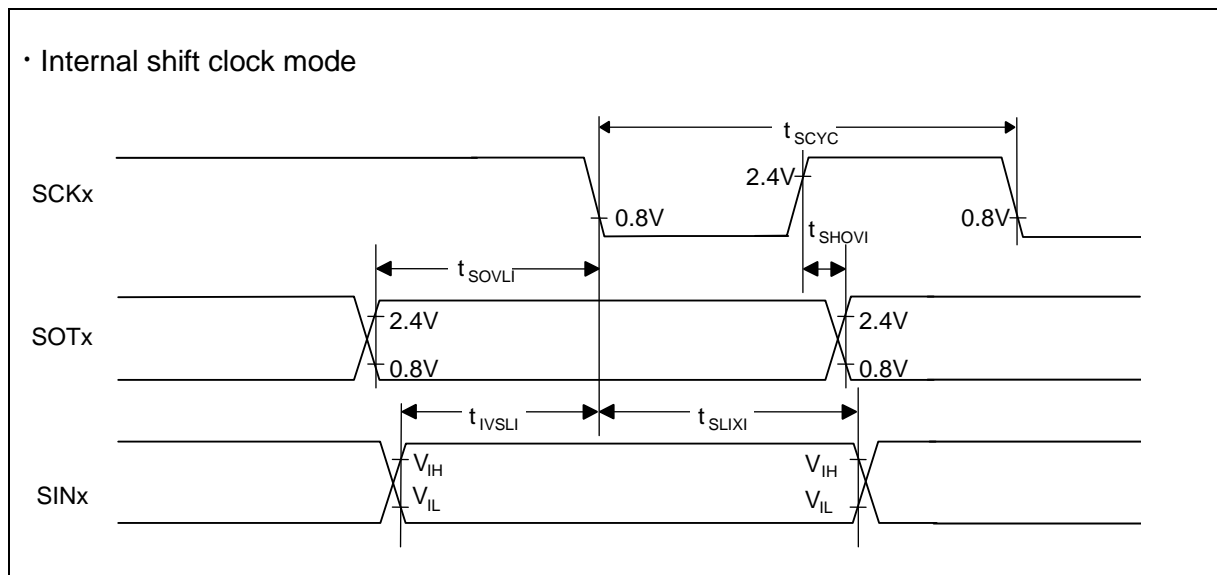 · Internal shift clock mode
t SCYC
SCKx
2.4V
0.8V
0.8V
t SHOVI
t SOVLI
SOTx
2.4V
2.4V
0.8V
0.8V
t IVSLI
t SLIXI
SINx
VIH
VIH
VIL
VIL